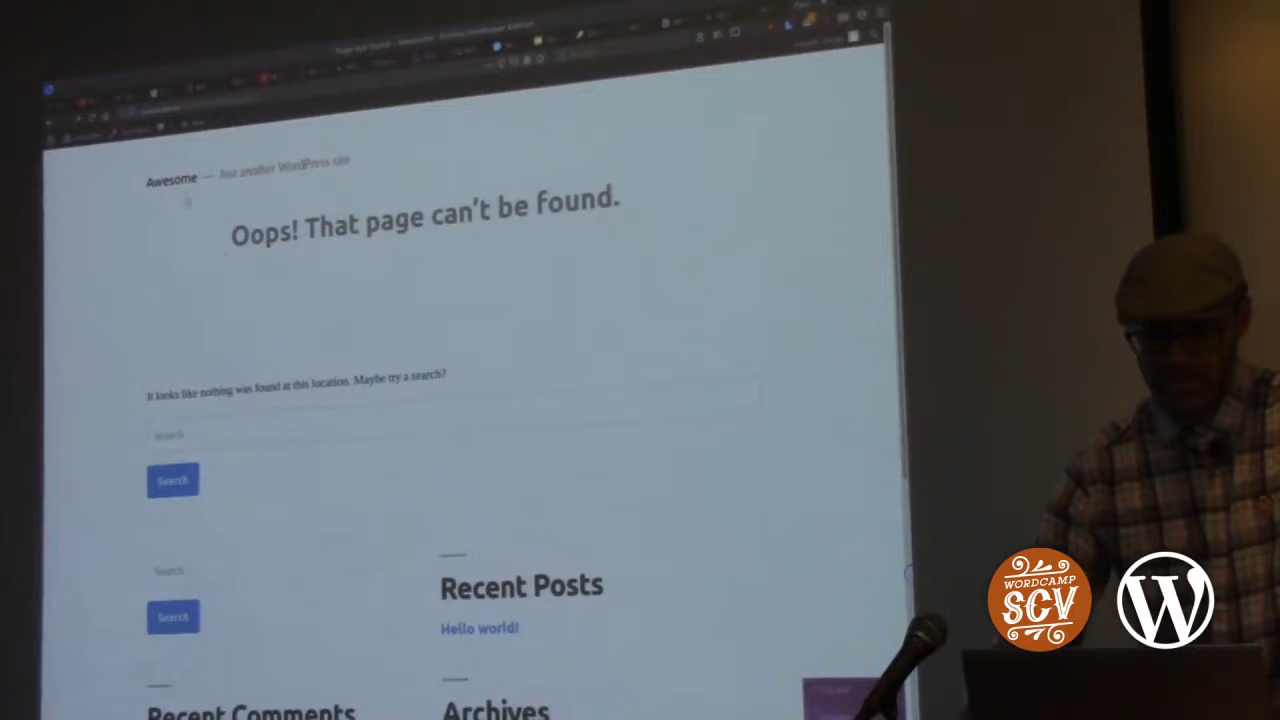 Awesome — Just another WordPress site
Oops! That page can't be found.
It looks like nothing was found at this location. Maybe try a search?
Search
Search
Search
Search
Recent Posts
Hello world!
Recent Comments
Archives
WORDCAMP
SCV
W